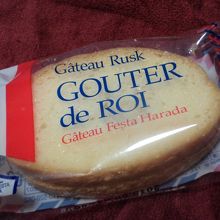 Gâteau Rusk
GOUTER
de ROI
Gâteau Festa Harada